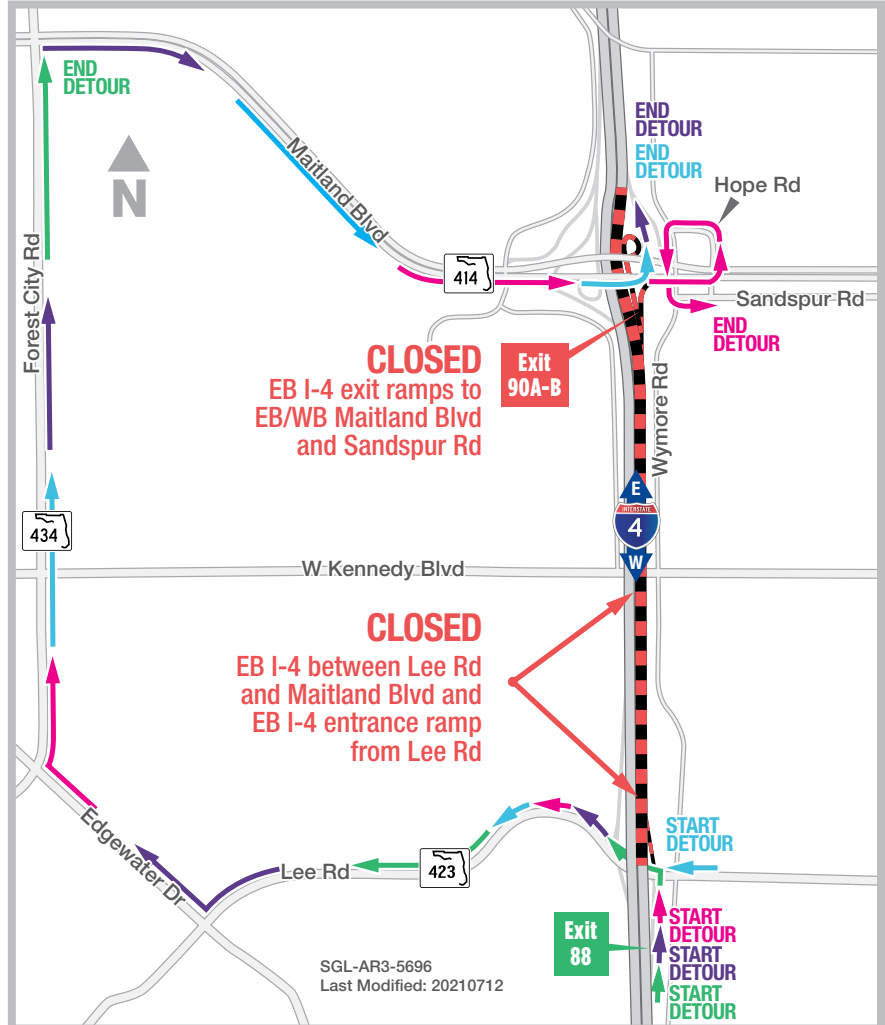 END
DETOUR
END
DETOUR
END
DETOUR
Hope Rd
Maitland Blvd
N
414
Forest City Rd
Sandspur Rd
END
DETOUR
CLOSED
EB I-4 exit ramps to
EB/WB Maitland Blvd
and Sandspur Rd
Exit
90A-B
Wymore Rd
E
INTERSTATE
4
W
434
W Kennedy Blvd
CLOSED
EB I-4 between Lee Rd
and Maitland Blvd and
EB I-4 entrance ramp
from Lee Rd
START
DETOUR
Edgewater Dr
Lee Rd
423
Exit
88
START
DETOUR
START
DETOUR
START
DETOUR
SGL-AR3-5696
Last Modified: 20210712